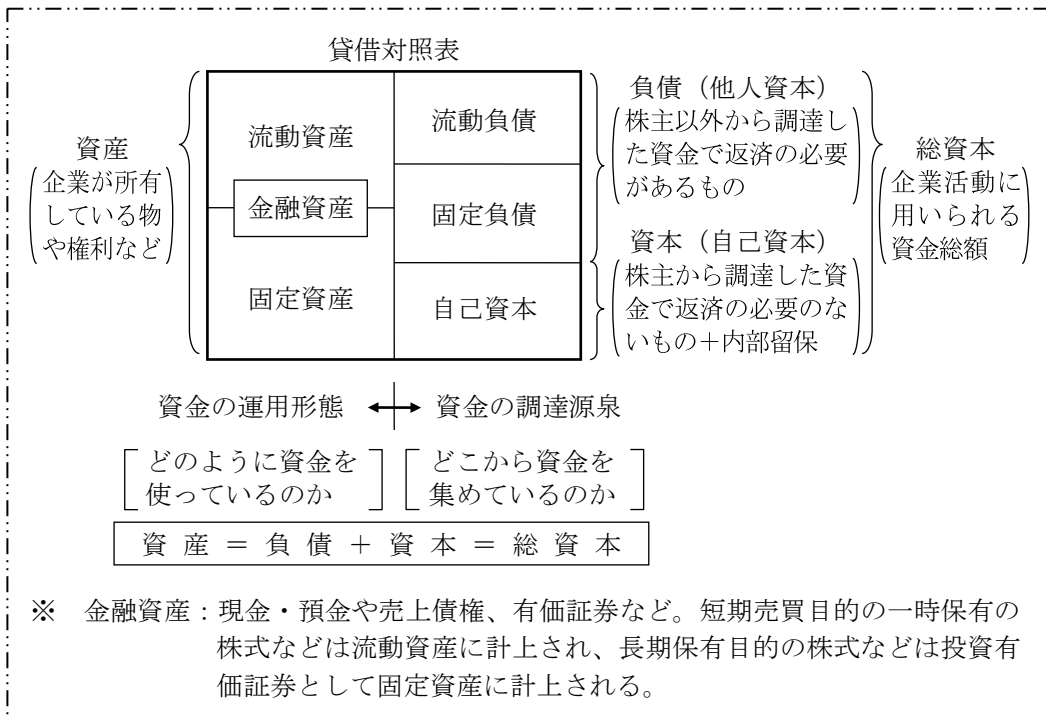 貸借対照表
資産
企業が所有
している物
や権利など
流動資産
金融資産
固定資産
流動負債
固定負債
自己資本
負債（他人資本）
株主以外から調達し
た資金で返済の必要
があるもの
資本（自己資本）
株主から調達した資
金で返済の必要のな
いもの＋内部留保
総資本
企業活動に
用いられる
資金総額
資金の運用形態 資金の調達源泉
どのように資金を
使っているのか
どこから資金を
集めているのか
資産＝負債＋資本＝総資本
※ 金融資産：現金・預金や売上債権、有価証券など。短期売買目的の一時保有の
株式などは流動資産に計上され、長期保有目的の株式などは投資有
価証券として固定資産に計上される。